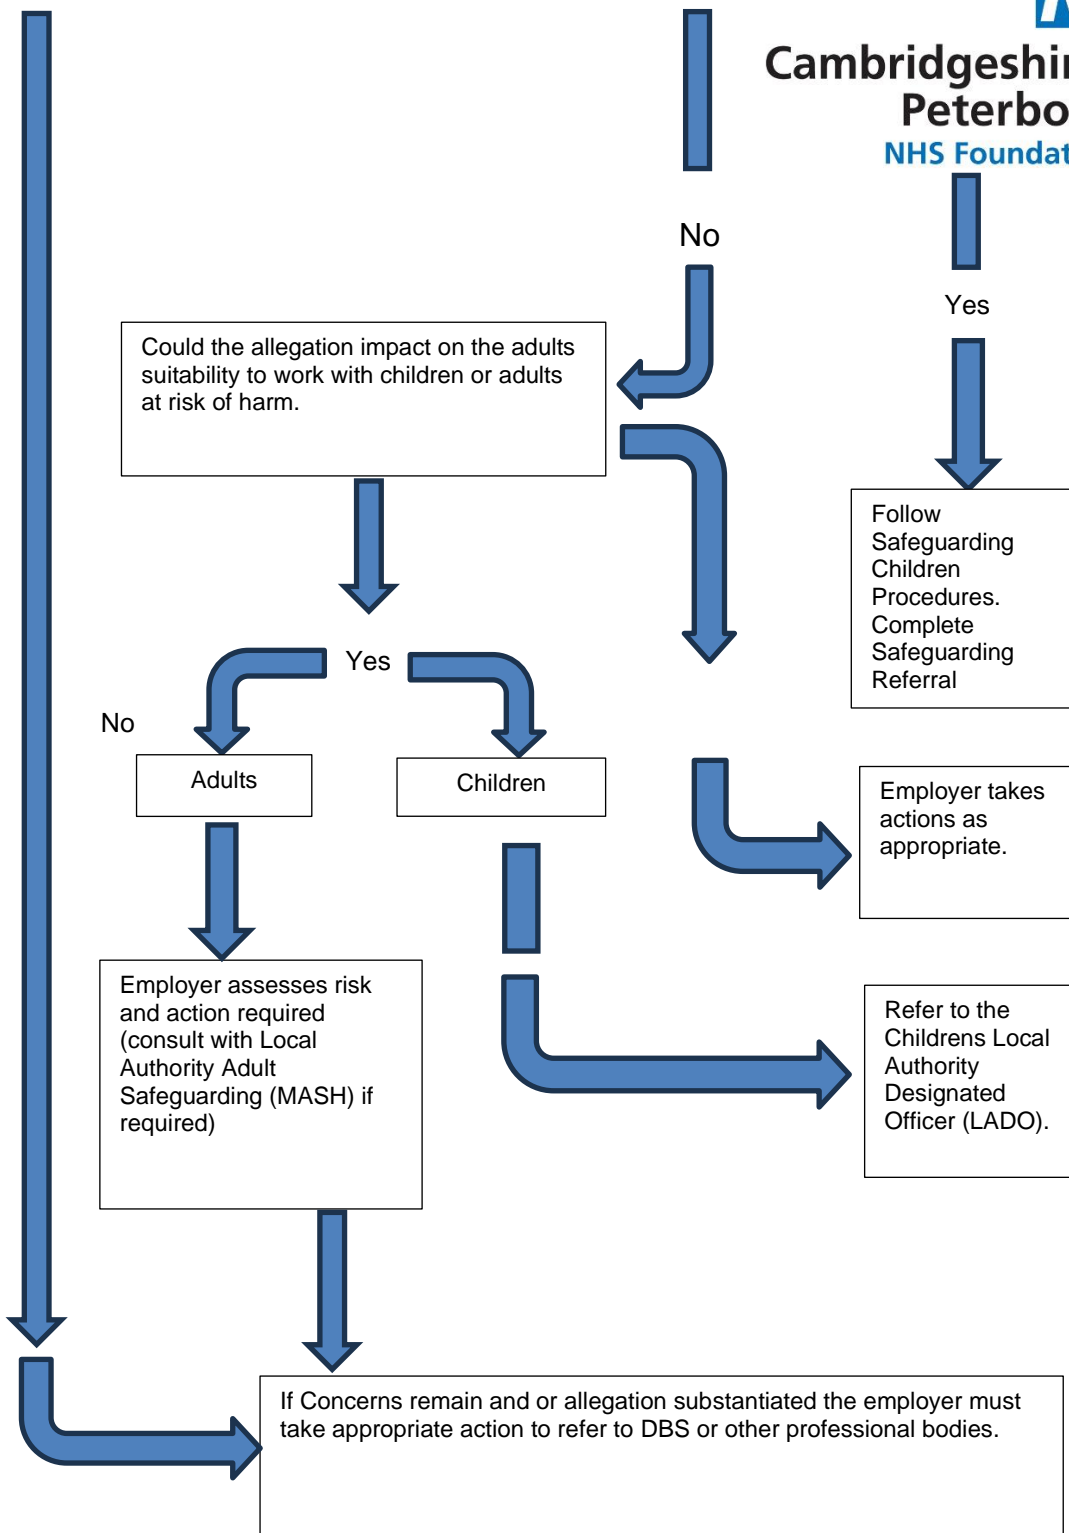 Cambridgeshir
Peterbo
NHS Foundat
No
Yes
Could the allegation impact on the adults
suitability to work with children or adults
at risk of harm.
Follow
Safeguarding
Children
Procedures.
Complete
Safeguarding
Referral
Yes
No
Adults
Children
Employer takes
actions as
appropriate.
Employer assesses risk
and action required
(consult with Local
Authority Adult
Safeguarding (MASH) if
required)
Refer to the
Childrens Local
Authority
Designated
Officer (LADO).
If Concerns remain and or allegation substantiated the employer must
take appropriate action to refer to DBS or other professional bodies.